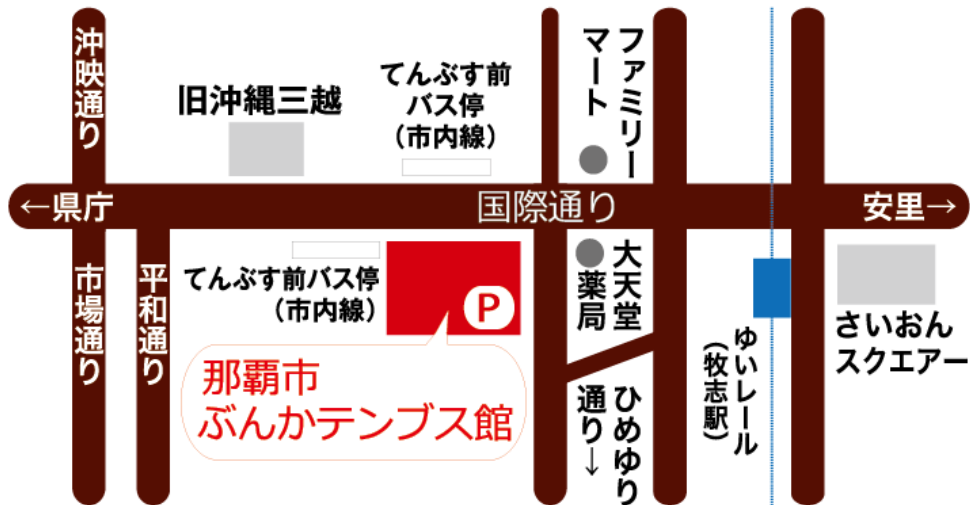 沖映通り
旧沖縄三越
てんぶす前
バス停
(市内線)
ファミリー
マート
←県庁
国際通り
安里→
市場通り
平和通り
てんぶす前バス停
(市内線)
P
那覇市
ぶんかテンブス館
大天堂
薬局
ひめゆり
通り→
ゆいレール
(牧志駅)
さいおん
スクエアー